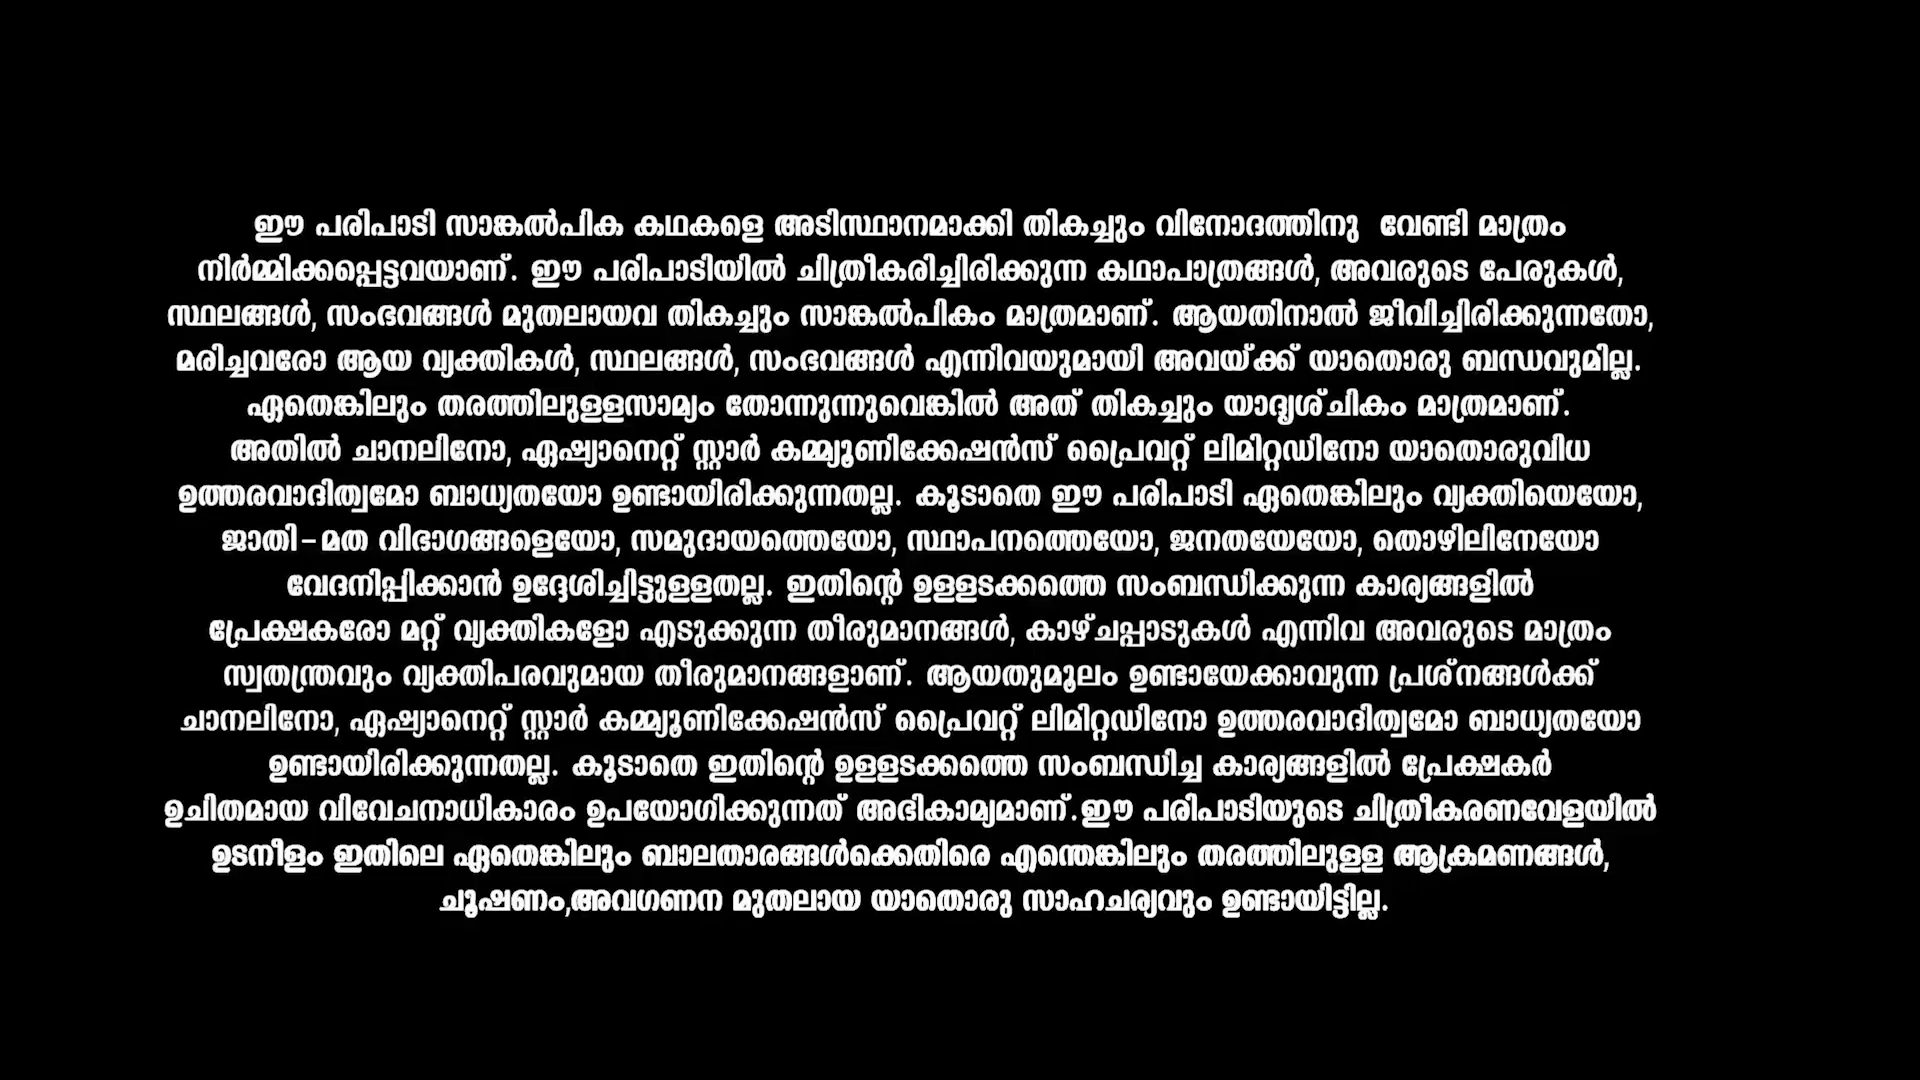 ഈ പരിപാടി സാങ്കൽപിക കഥകളെ അടിസ്ഥാനമാക്കി തികച്ചും വിനോദത്തിനു വേണ്ടി മാത്രം
നിർമ്മിക്കപ്പെട്ടവയാണ്. ഈ പരിപാടിയിൽ ചിത്രീകരിച്ചിരിക്കുന്ന കഥാപാത്രങ്ങൾ, അവരുടെ പേരുകൾ,
സ്ഥലങ്ങൾ, സംഭവങ്ങൾ മുതലായവ തികച്ചും സാങ്കൽപികം മാത്രമാണ്. ആയതിനാൽ ജീവിച്ചിരിക്കുന്നതോ,
മരിച്ചവരോ ആയ വ്യക്തികൾ, സ്ഥലങ്ങൾ, സംഭവങ്ങൾ എന്നിവയുമായി അവയ്ക്ക് യാതൊരു ബന്ധവുമില്ല.
ഏതെങ്കിലും തരത്തിലുളളസാമ്യം തോന്നുന്നുവെങ്കിൽ അത് തികച്ചും യാദൃശ്ചികം മാത്രമാണ്.
അതിൽ ചാനലിനോ, ഏഷ്യാനെറ്റ് സ്റ്റാർ കമ്മ്യൂണിക്കേഷൻസ് പ്രൈവറ്റ് ലിമിറ്റഡിനോ യാതൊരുവിധ
ഉത്തരവാദിത്വമോ ബാധ്യതയോ ഉണ്ടായിരിക്കുന്നതല്ല. കൂടാതെ ഈ പരിപാടി ഏതെങ്കിലും വ്യക്തിയെയോ,
ജാതി-മത വിഭാഗങ്ങളെയോ, സമുദായത്തെയോ, സ്ഥാപനത്തെയോ, ജനതയേയോ, തൊഴിലിനേയോ
വേദനിപ്പിക്കാൻ ഉദ്ദേശിച്ചിട്ടുളളതല്ല. ഇതിന്റെ ഉളളടക്കത്തെ സംബന്ധിക്കുന്ന കാര്യങ്ങളിൽ
പ്രേക്ഷകരോ മറ്റ് വ്യക്തികളോ എടുക്കുന്ന തീരുമാനങ്ങൾ, കാഴ്ചപ്പാടുകൾ എന്നിവ അവരുടെ മാത്രം
സ്വതന്ത്രവും വ്യക്തിപരവുമായ തീരുമാനങ്ങളാണ്. ആയതുമൂലം ഉണ്ടായേക്കാവുന്ന പ്രശ്നങ്ങൾക്ക്
ചാനലിനോ, ഏഷ്യാനെറ്റ് സ്റ്റാർ കമ്മ്യൂണിക്കേഷൻസ് പ്രൈവറ്റ് ലിമിറ്റഡിനോ ഉത്തരവാദിത്വമോ ബാധ്യതയോ
ഉണ്ടായിരിക്കുന്നതല്ല. കൂടാതെ ഇതിന്റെ ഉളളടക്കത്തെ സംബന്ധിച്ച കാര്യങ്ങളിൽ പ്രേക്ഷകർ
ഉചിതമായ വിവേചനാധികാരം ഉപയോഗിക്കുന്നത് അഭികാമ്യമാണ്.ഈ പരിപാടിയുടെ ചിത്രീകരണവേളയിൽ
ഉടനീളം ഇതിലെ ഏതെങ്കിലും ബാലതാരങ്ങൾക്കെതിരെ എന്തെങ്കിലും തരത്തിലുളള ആക്രമണങ്ങൾ,
ചൂഷണം,അവഗണന മുതലായ യാതൊരു സാഹചര്യവും ഉണ്ടായിട്ടില്ല.